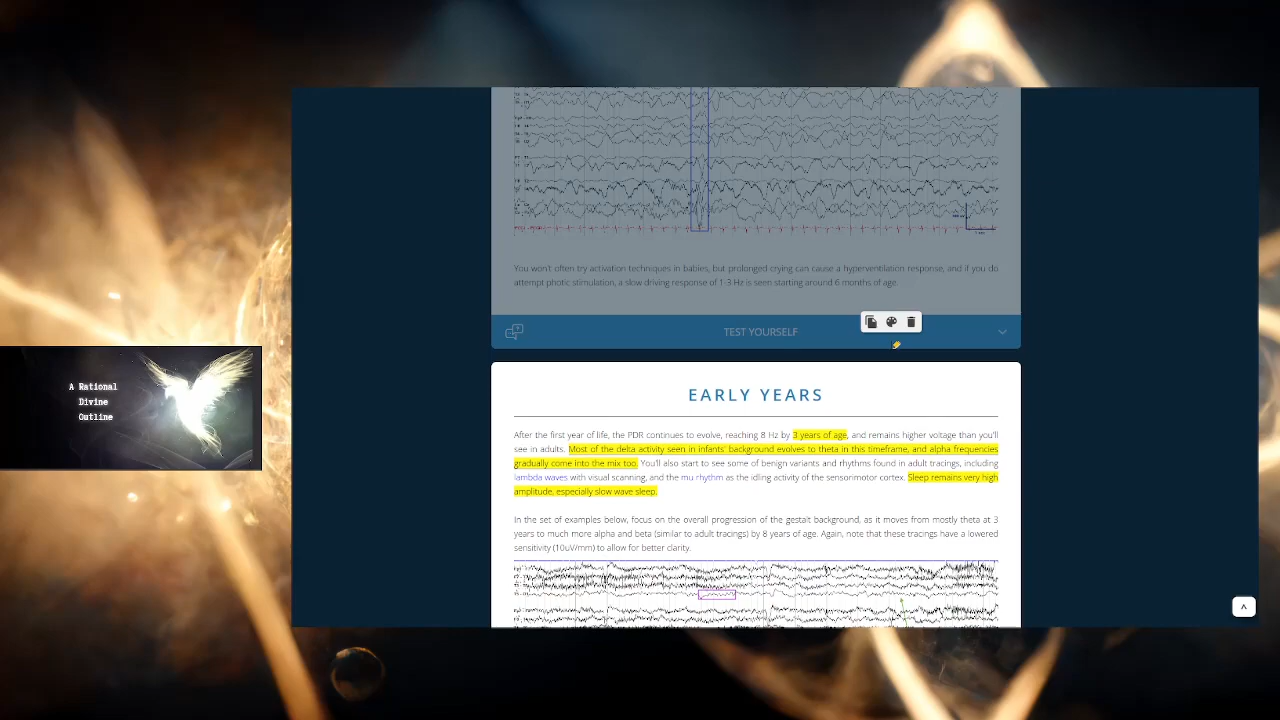 You won't often try activation techniques in babies, but prolonged crying can cause a hyperventilation response, and if you do
attempt photic stimulation, a slow driving response of 1-3 Hz is seen starting around 6 months of age.
TEST YOURSELF
A Rational
Divine
Outline
EARLY YEARS
After the first year of life, the PDR continues to evolve, reaching 8 Hz by 3 years of age, and remains higher voltage than you'll
see in adults. Most of the delta activity seen in infants' background evolves to theta in this timeframe, and alpha frequencies
gradually come into the mix too. You'll also start to see some of benign variants and rhythms found in adult tracings, including
lambda waves with visual scanning, and the mu rhythm as the idling activity of the sensorimotor cortex. Sleep remains very high
amplitude, especially slow wave sleep.
In the set of examples below, focus on the overall progression of the gestalt background, as it moves from mostly theta at 3
years to much more alpha and beta (similar to adult tracings) by 8 years of age. Again, note that these tracings have a lowered
sensitivity (10uV/mm) to allow for better clarity.